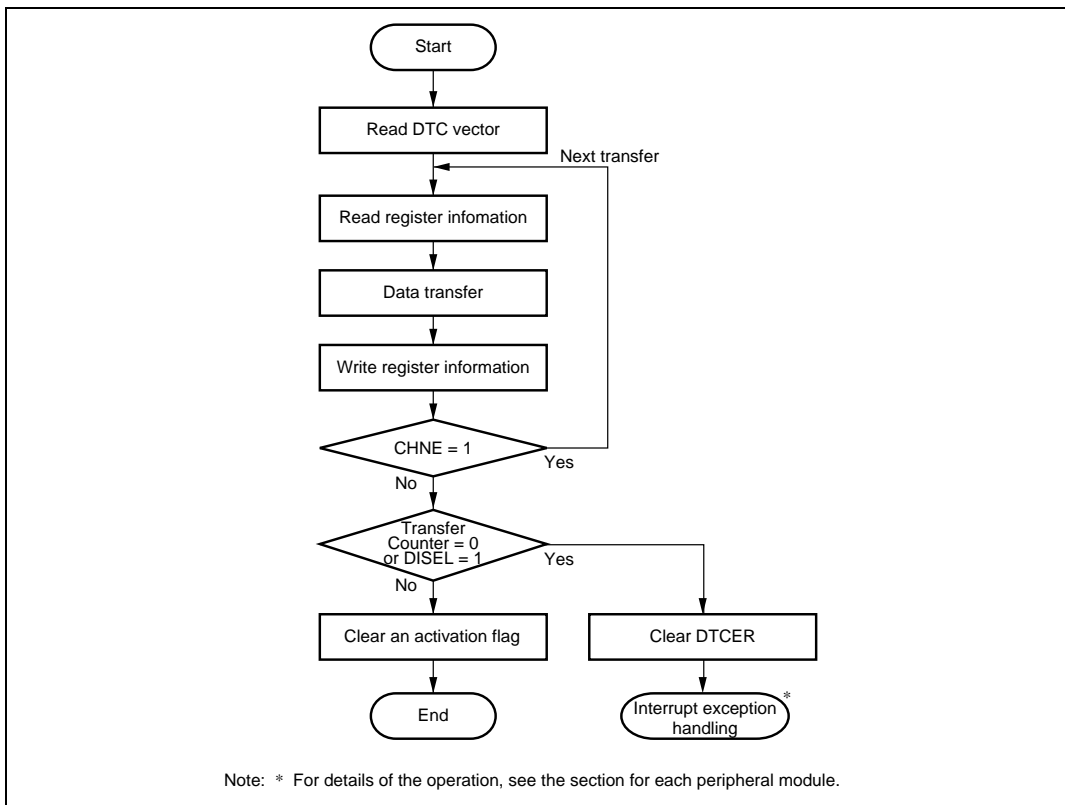 Start
Read DTC vector
Next transfer
Read register infomation
Data transfer
Write register information
CHNE = 1
Yes
No
Transfer
Counter = 0
or DISEL = 1
Yes
No
Clear an activation flag
Clear DTCER
End
Interrupt exception
handling
*
Note: * For details of the operation, see the section for each peripheral module.